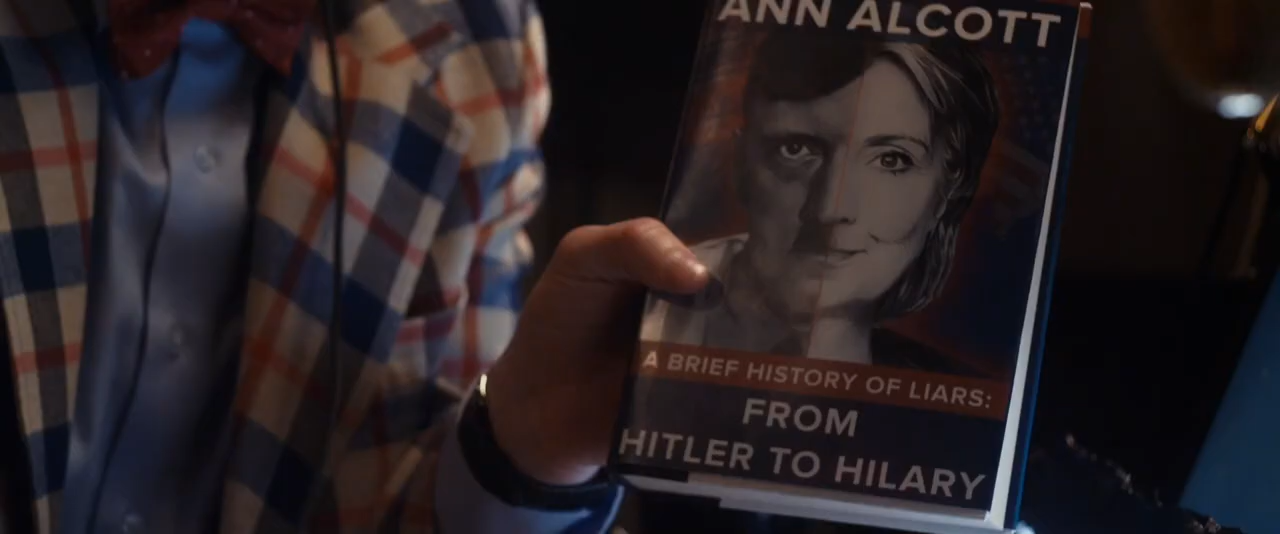 ANN ALCOTT
A BRIEF HISTORY OF LIARS:
FROM
HITLER TO HILARY